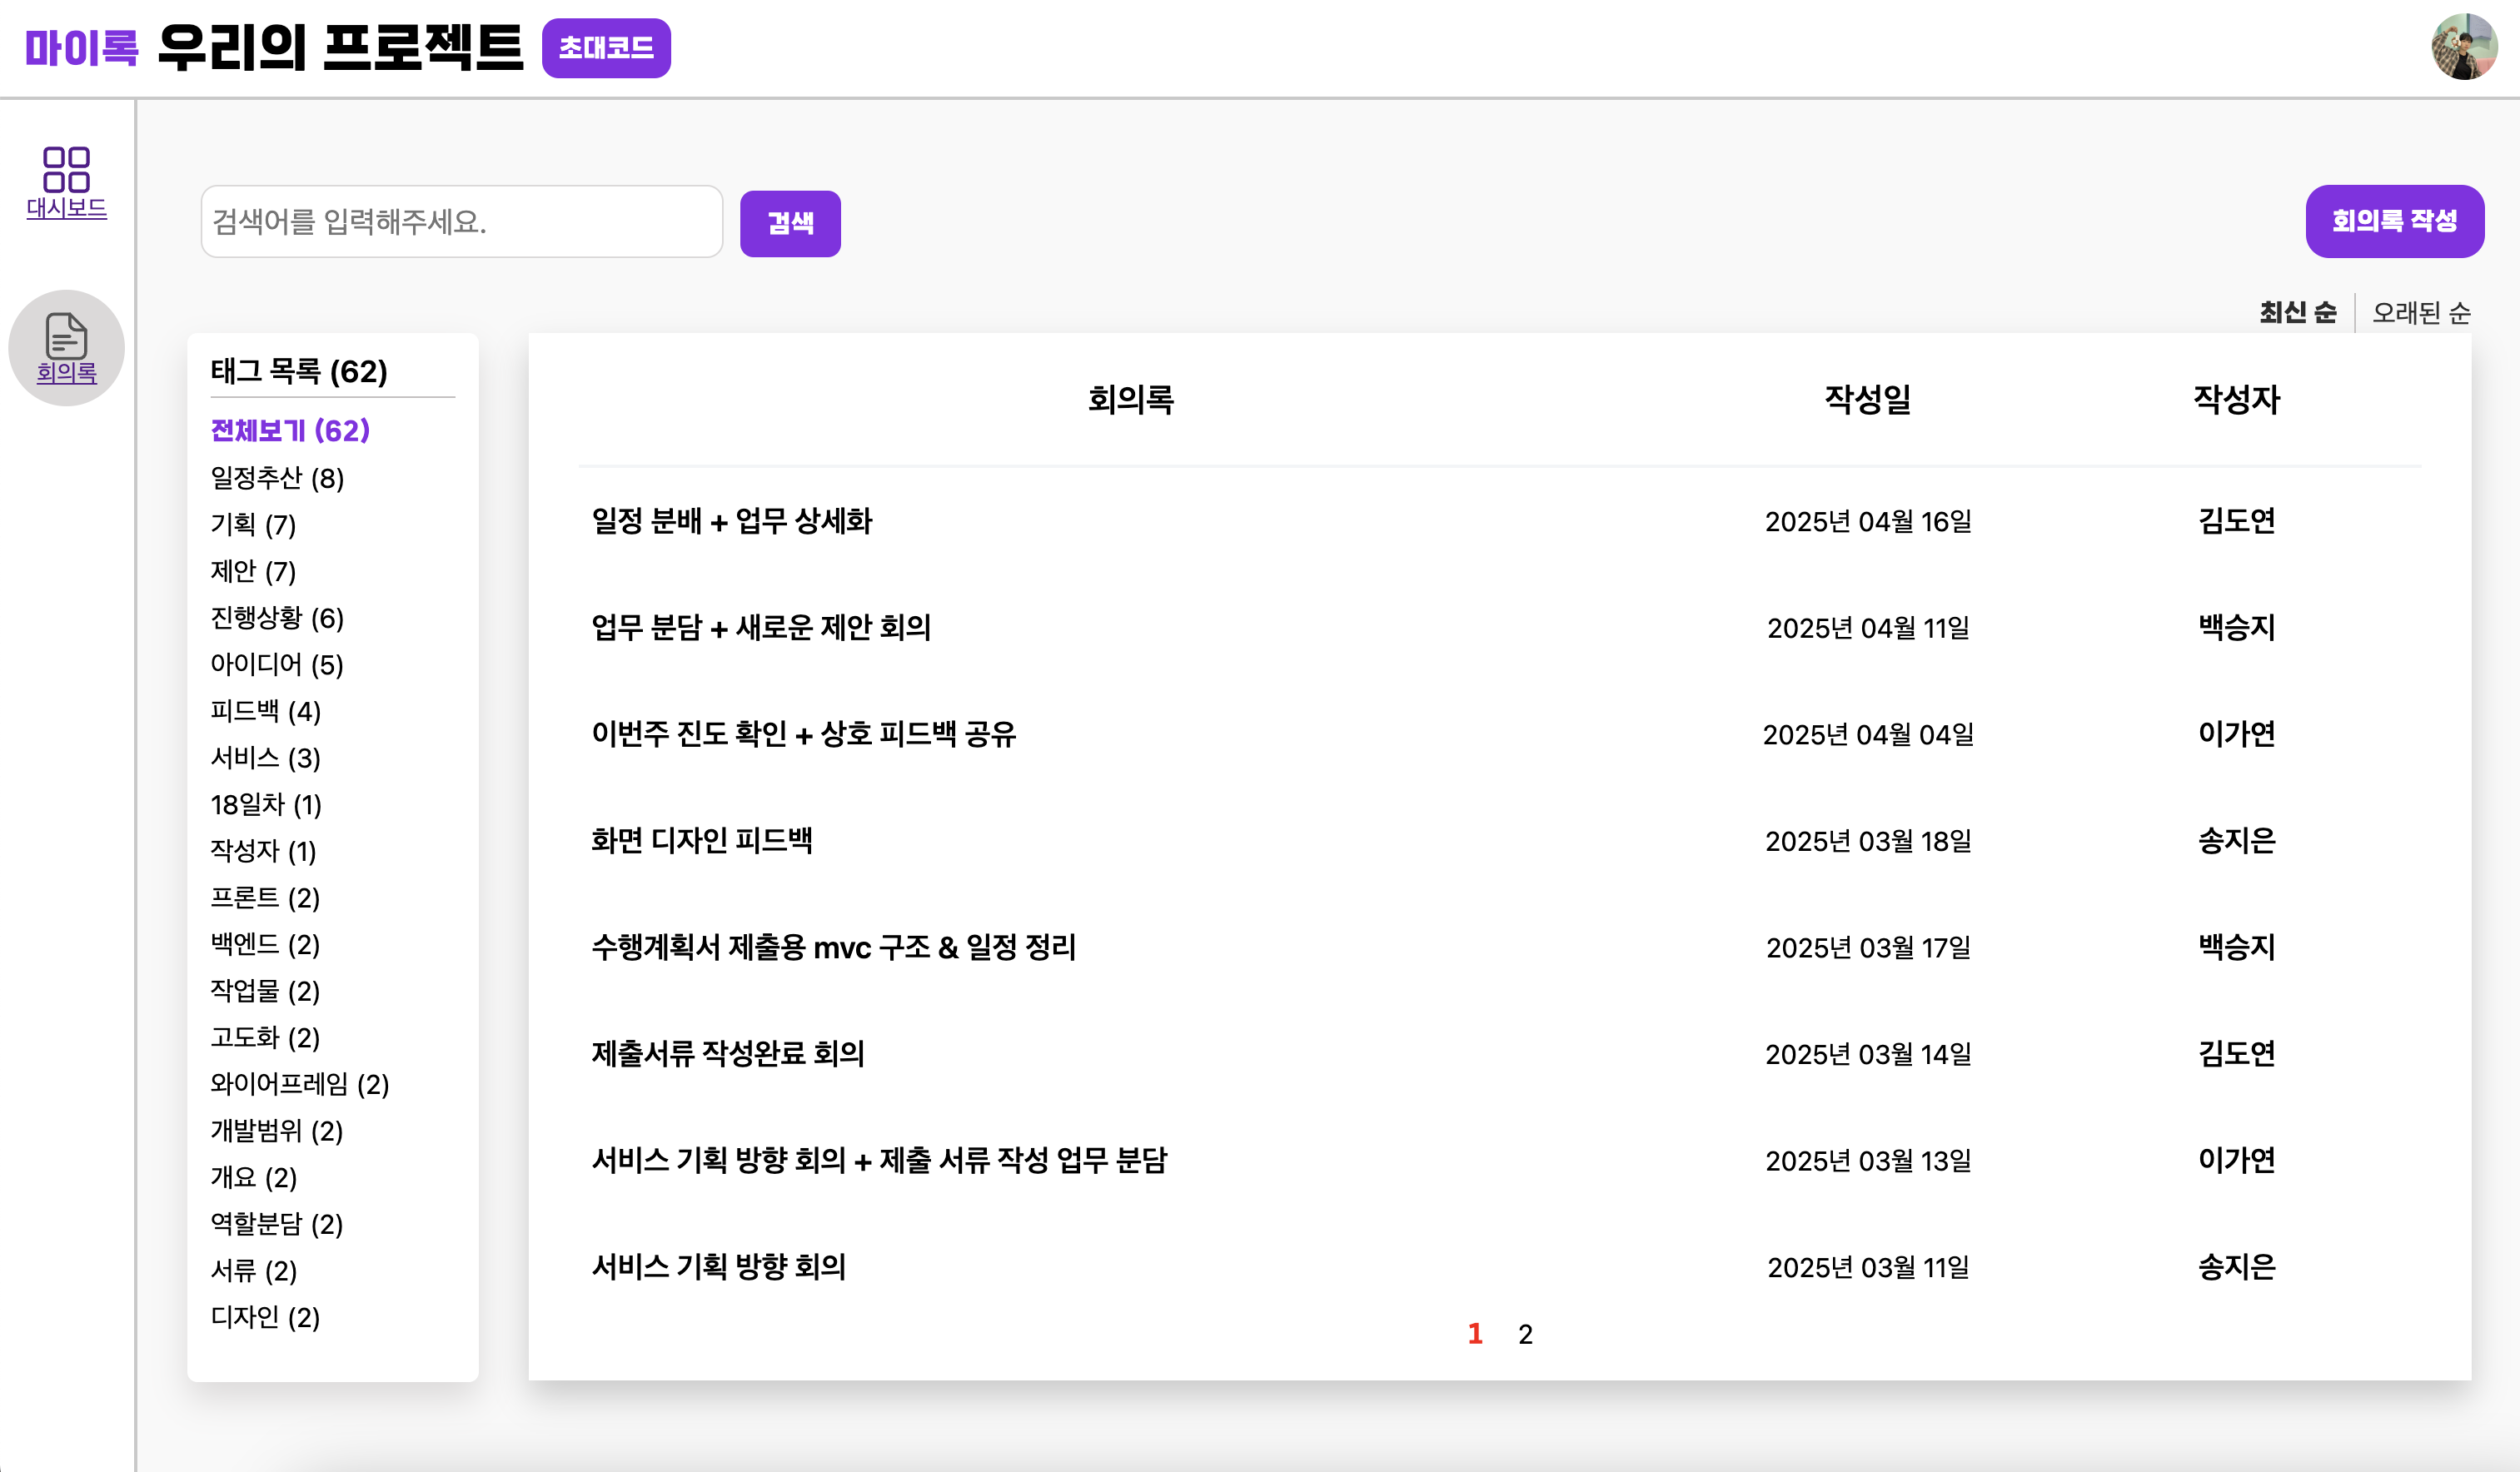 마이록 우리의 프로젝트 초대코드
대시보드
회의록
검색어를 입력해주세요. 검색 회의록 작성
최신 순 오래된 순
태그 목록 (62)
전체보기 (62)
일정추산 (8)
기획 (7)
제안 (7)
진행상황 (6)
아이디어 (5)
피드백 (4)
서비스 (3)
18일차 (1)
작성자 (1)
프론트 (2)
백엔드 (2)
작업물 (2)
고도화 (2)
와이어프레임 (2)
개발범위 (2)
개요 (2)
역할분담 (2)
서류 (2)
디자인 (2)
회의록 작성일 작성자
일정 분배 + 업무 상세화 2025년 04월 16일 김도연
업무 분담 + 새로운 제안 회의 2025년 04월 11일 백승지
이번주 진도 확인 + 상호 피드백 공유 2025년 04월 04일 이가연
화면 디자인 피드백 2025년 03월 18일 송지은
수행계획서 제출용 mvc 구조 & 일정 정리 2025년 03월 17일 백승지
제출서류 작성완료 회의 2025년 03월 14일 김도연
서비스 기획 방향 회의 + 제출 서류 작성 업무 분담 2025년 03월 13일 이가연
서비스 기획 방향 회의 2025년 03월 11일 송지은
1 2